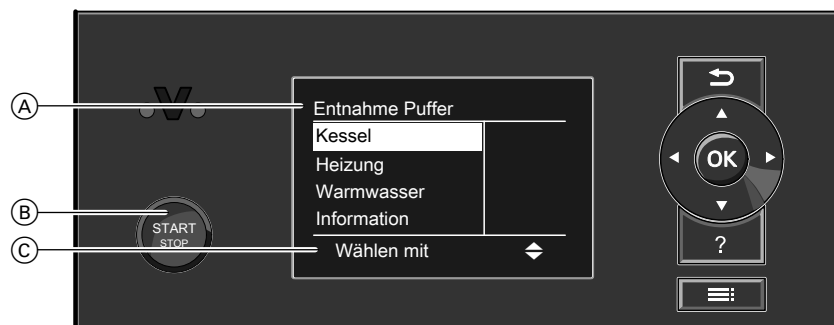 A
Entnahme Puffer
Kessel
Heizung
Warmwasser
Information
Wählen mit
B
START
STOP
C
OK
?